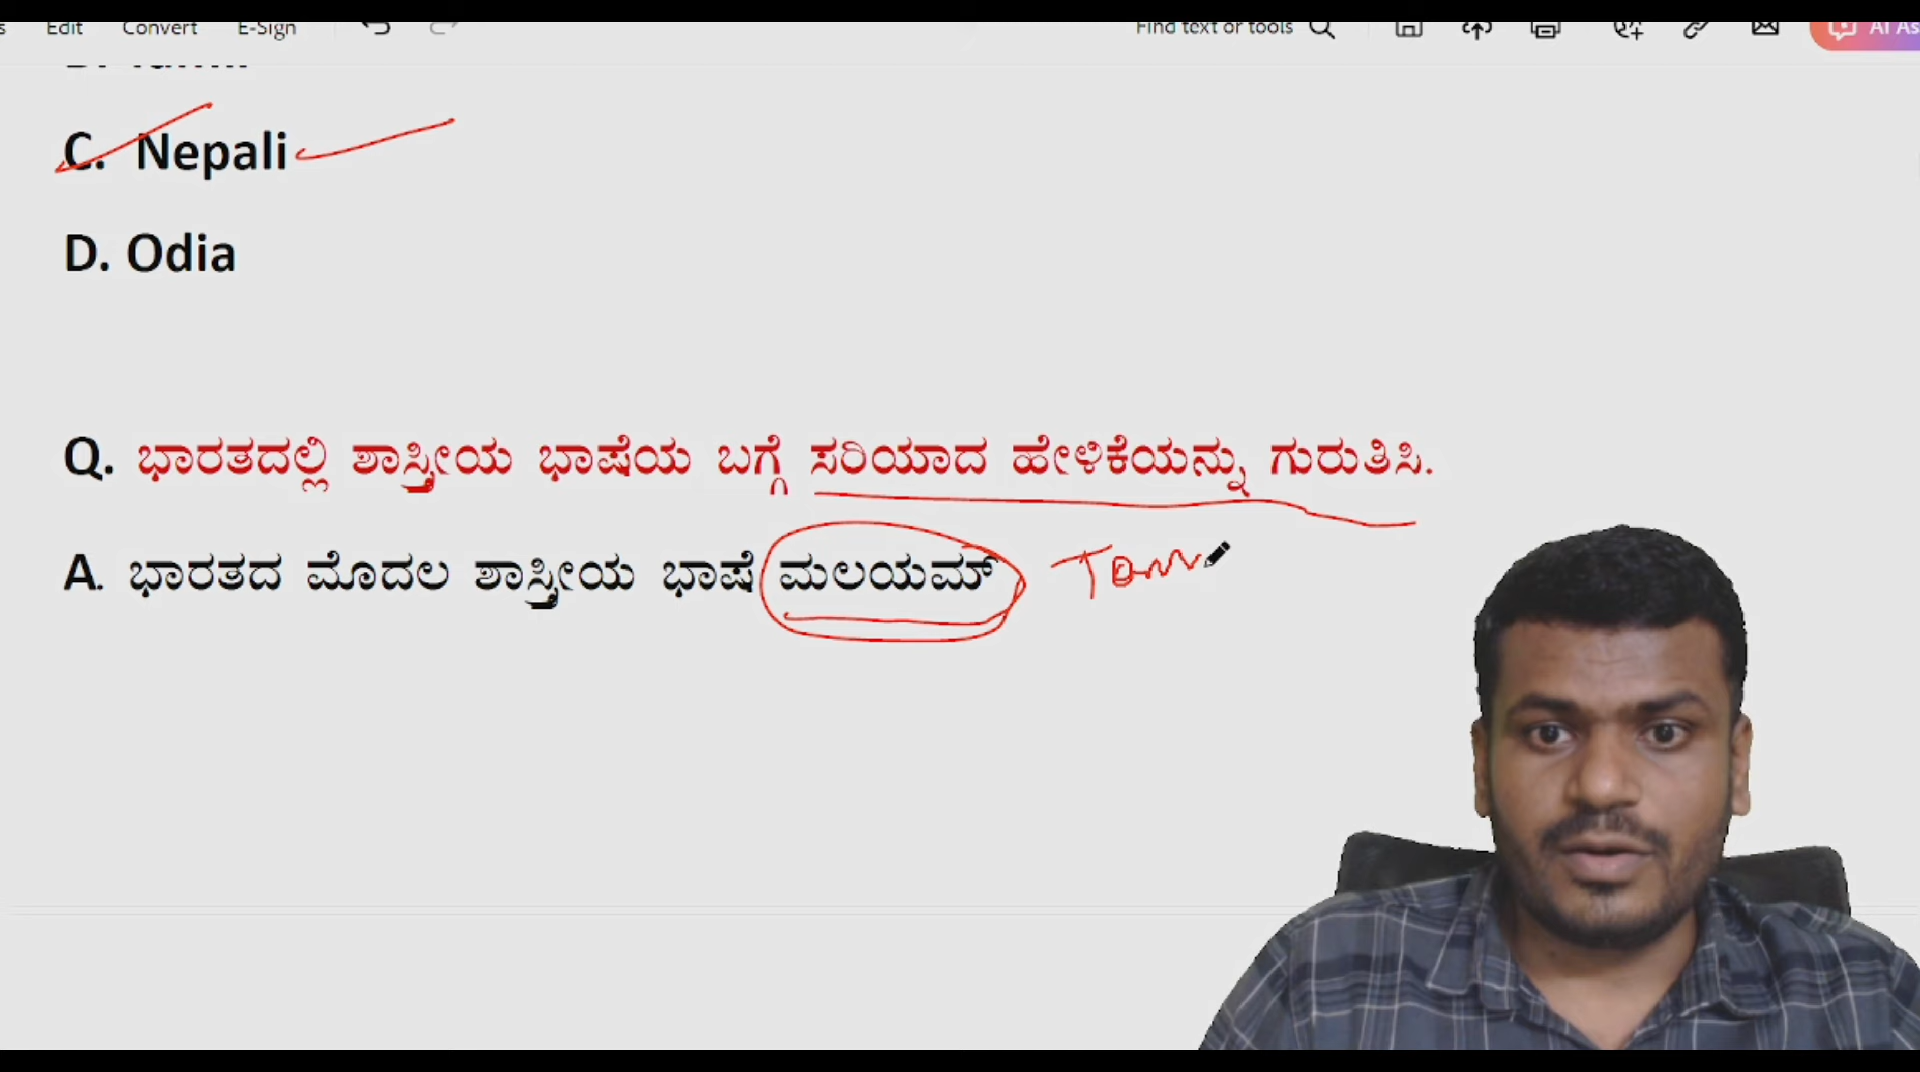 Edit Convert E-Sign Find text or tools
C. Nepali
D. Odia
Q. ಭಾರತದಲ್ಲಿ ಶಾಸ್ತ್ರೀಯ ಭಾಷೆಯ ಬಗ್ಗೆ ಸರಿಯಾದ ಹೇಳಿಕೆಯನ್ನು ಗುರುತಿಸಿ.
A. ಭಾರತದ ಮೊದಲ ಶಾಸ್ತ್ರೀಯ ಭಾಷೆ ಮಲಯಮ್